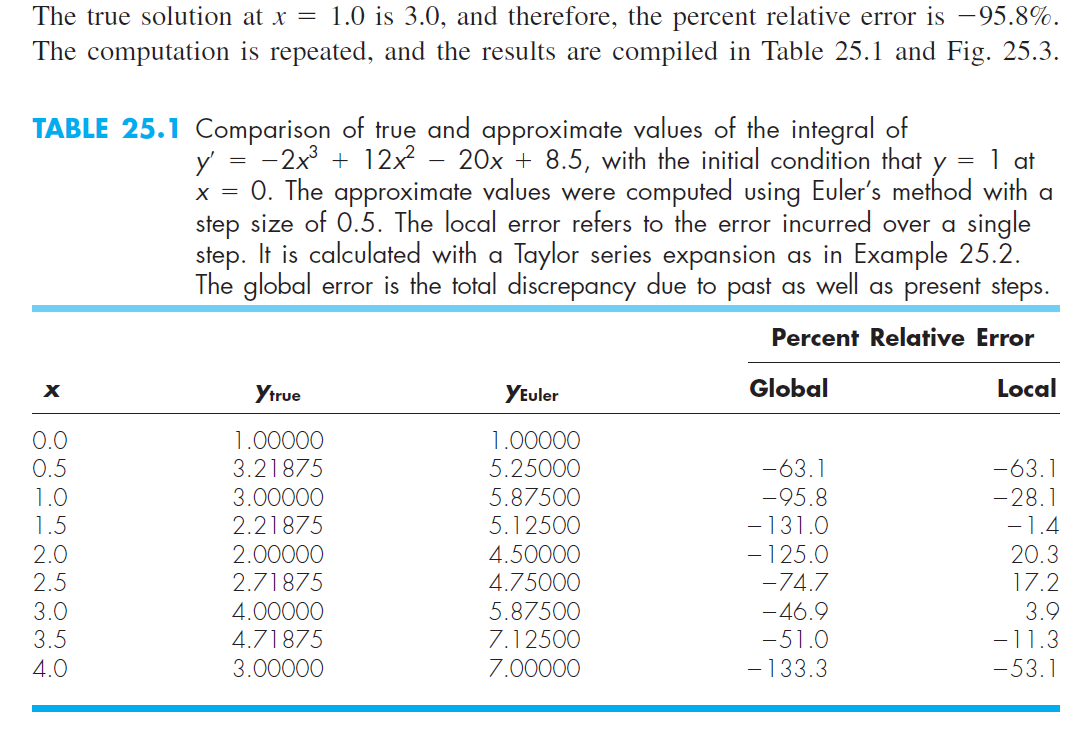 The true solution at x = 1.0 is 3.0, and therefore, the percent relative error is −95.8%.
The computation is repeated, and the results are compiled in Table 25.1 and Fig. 25.3.
TABLE 25.1 Comparison of true and approximate values of the integral of
y′ = −2x³ + 12x² − 20x + 8.5, with the initial condition that y = 1 at
x = 0. The approximate values were computed using Euler’s method with a
step size of 0.5. The local error refers to the error incurred over a single
step. It is calculated with a Taylor series expansion as in Example 25.2.
The global error is the total discrepancy due to past as well as present steps.
Percent Relative Error
x ytrue yEuler Global Local
0.0 1.00000 1.00000
0.5 3.21875 5.25000 −63.1 −63.1
1.0 3.00000 5.87500 −95.8 −28.1
1.5 2.21875 5.12500 −131.0 −1.4
2.0 2.00000 4.50000 −125.0 20.3
2.5 2.71875 4.75000 −74.7 17.2
3.0 4.00000 5.87500 −46.9 3.9
3.5 4.71875 7.12500 −51.0 −11.3
4.0 3.00000 7.00000 −133.3 −53.1